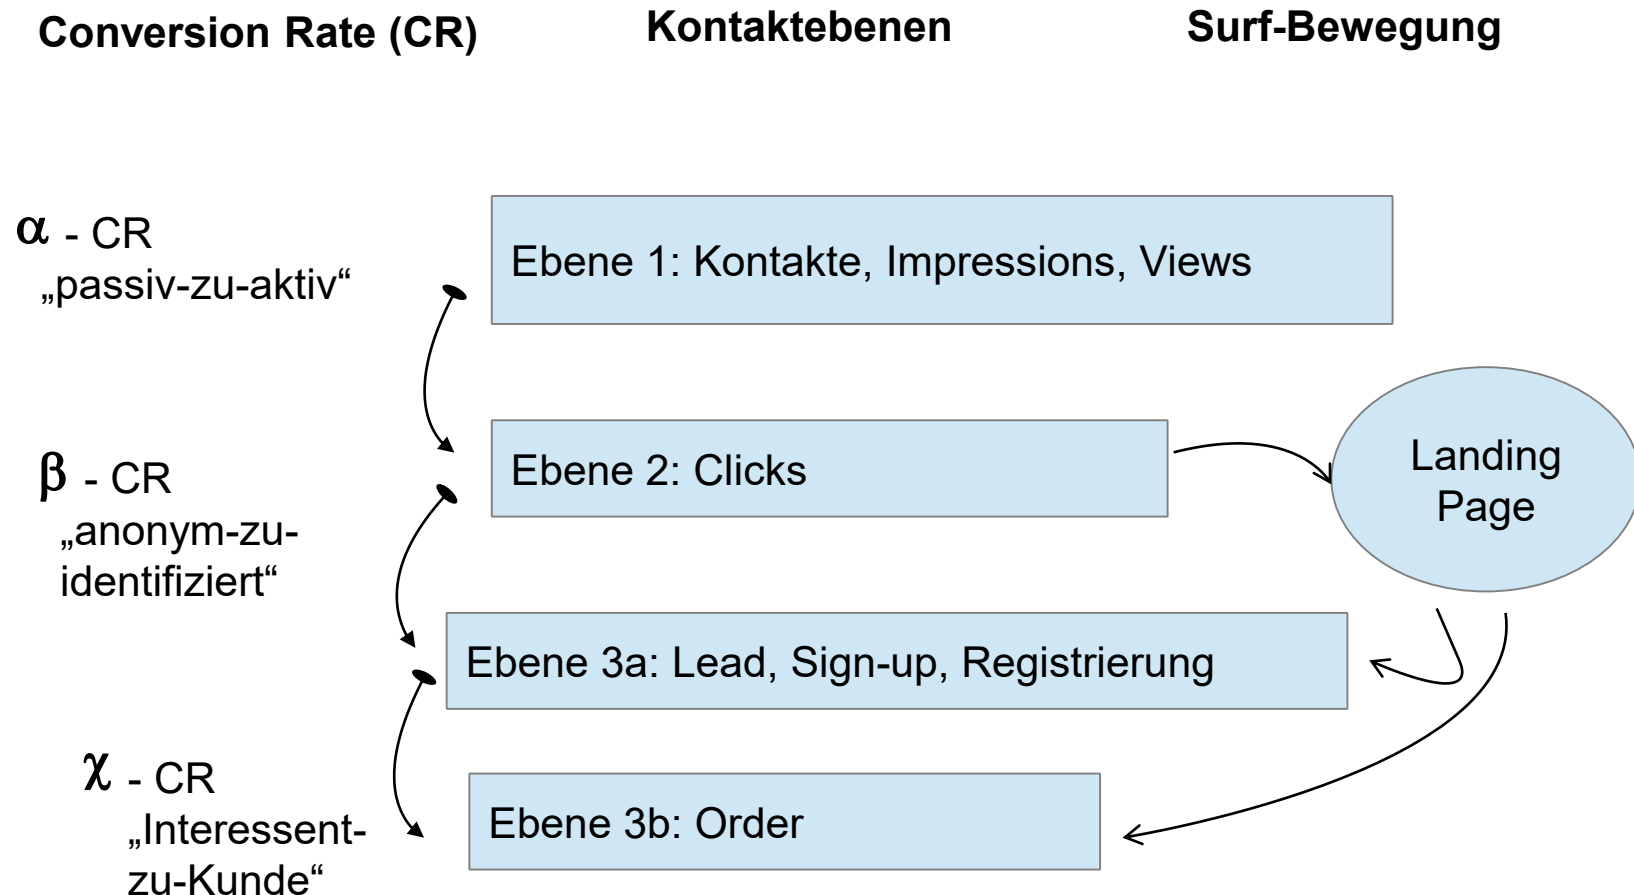 Conversion Rate (CR)
Kontaktebenen
Surf-Bewegung
α - CR
„passiv-zu-aktiv“
Ebene 1: Kontakte, Impressions, Views
β - CR
„anonym-zu-
identifiziert“
Ebene 2: Clicks
Landing
Page
Ebene 3a: Lead, Sign-up, Registrierung
χ - CR
„Interessent-
zu-Kunde“
Ebene 3b: Order